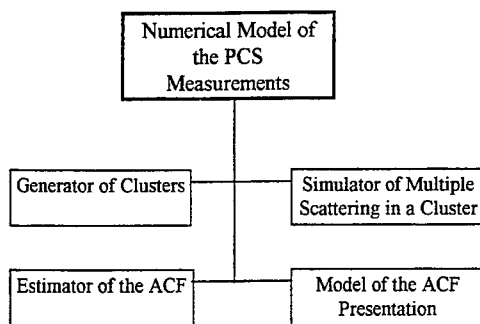 Numerical Model of
the PCS
Measurements
Generator of Clusters
Simulator of Multiple
Scattering in a Cluster
Estimator of the ACF
Model of the ACF
Presentation